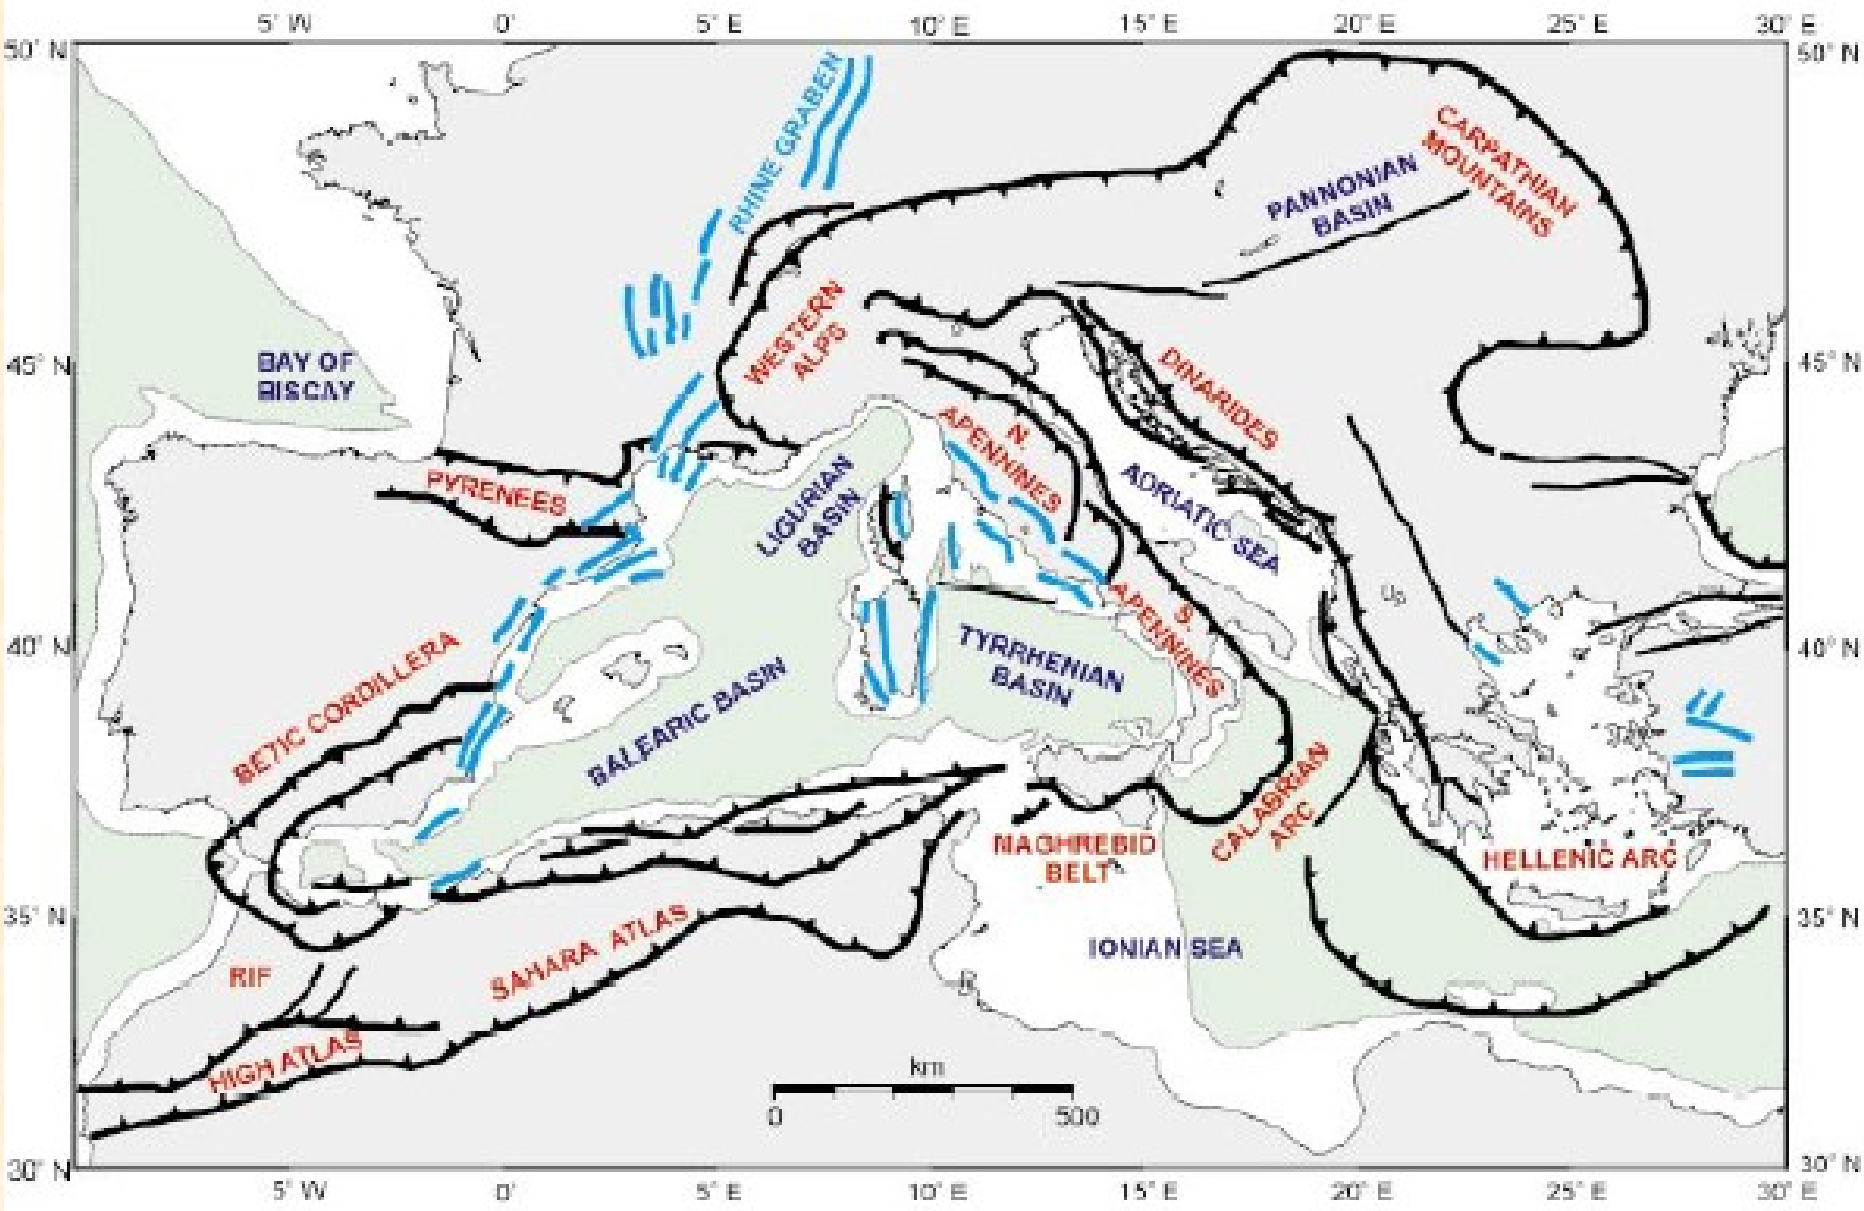 5° W 0° 5° E 10° E 15° E 20° E 25° E 30° E
50° N 50° N
RHINE GRABEN
CARPATHIAN
MOUNTAINS
PANNONIAN
BASIN
WESTERN
ALPS
45° N 45° N
BAY OF
BISCAY
DINARIDES
N.
APENNINES
PYRENEES
LIGURIAN
BASIN
ADRIATIC SEA
S.
APENNINES
40° N 40° N
BETIC CORDILLERA
TYRRHENIAN
BASIN
BALEARIC BASIN
CALABRIAN
ARC
MAGHREBID
BELT
HELLENIC ARC
35° N 35° N
SAHARA ATLAS
IONIAN SEA
RIF
HIGH ATLAS
km
0 500
30° N 30° N
5° W 0° 5° E 10° E 15° E 20° E 25° E 30° E